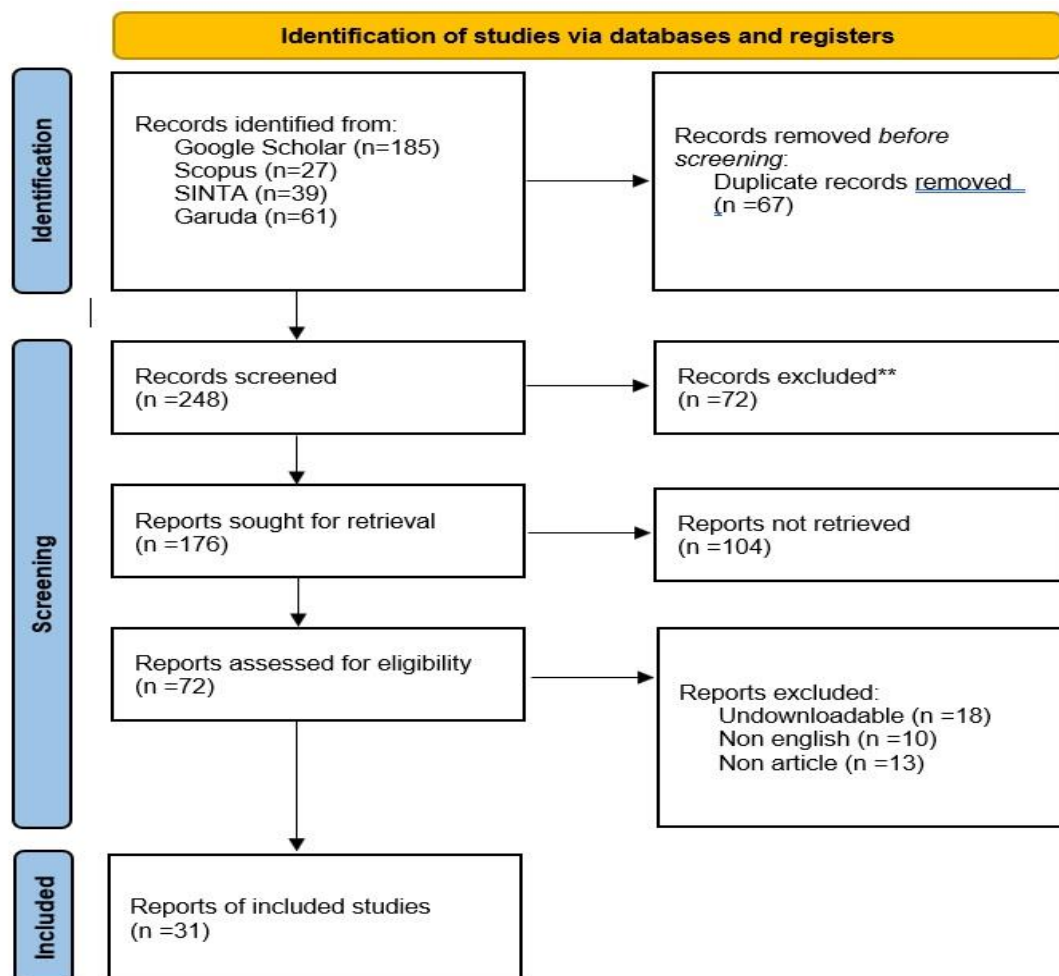 Identification of studies via databases and registers
Identification
Records identified from:
Google Scholar (n=185)
Scopus (n=27)
SINTA (n=39)
Garuda (n=61)
Records removed before
screening:
Duplicate records removed
(n =67)
Screening
Records screened
(n =248)
Records excluded**
(n =72)
Reports sought for retrieval
(n =176)
Reports not retrieved
(n =104)
Reports assessed for eligibility
(n =72)
Reports excluded:
Undownloadable (n =18)
Non english (n =10)
Non article (n =13)
Included
Reports of included studies
(n =31)